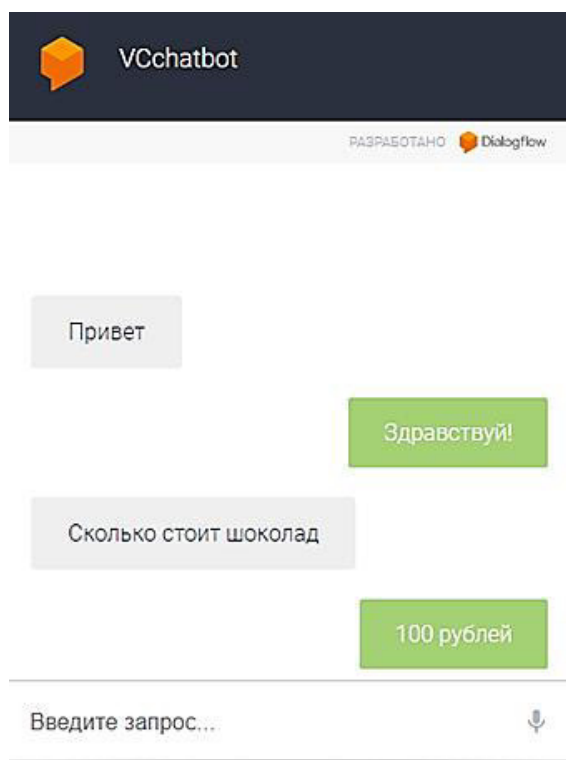 VCchatbot
РАЗРАБОТАНО Dialogflow
Привет
Здравствуй!
Сколько стоит шоколад
100 рублей
Введите запрос...